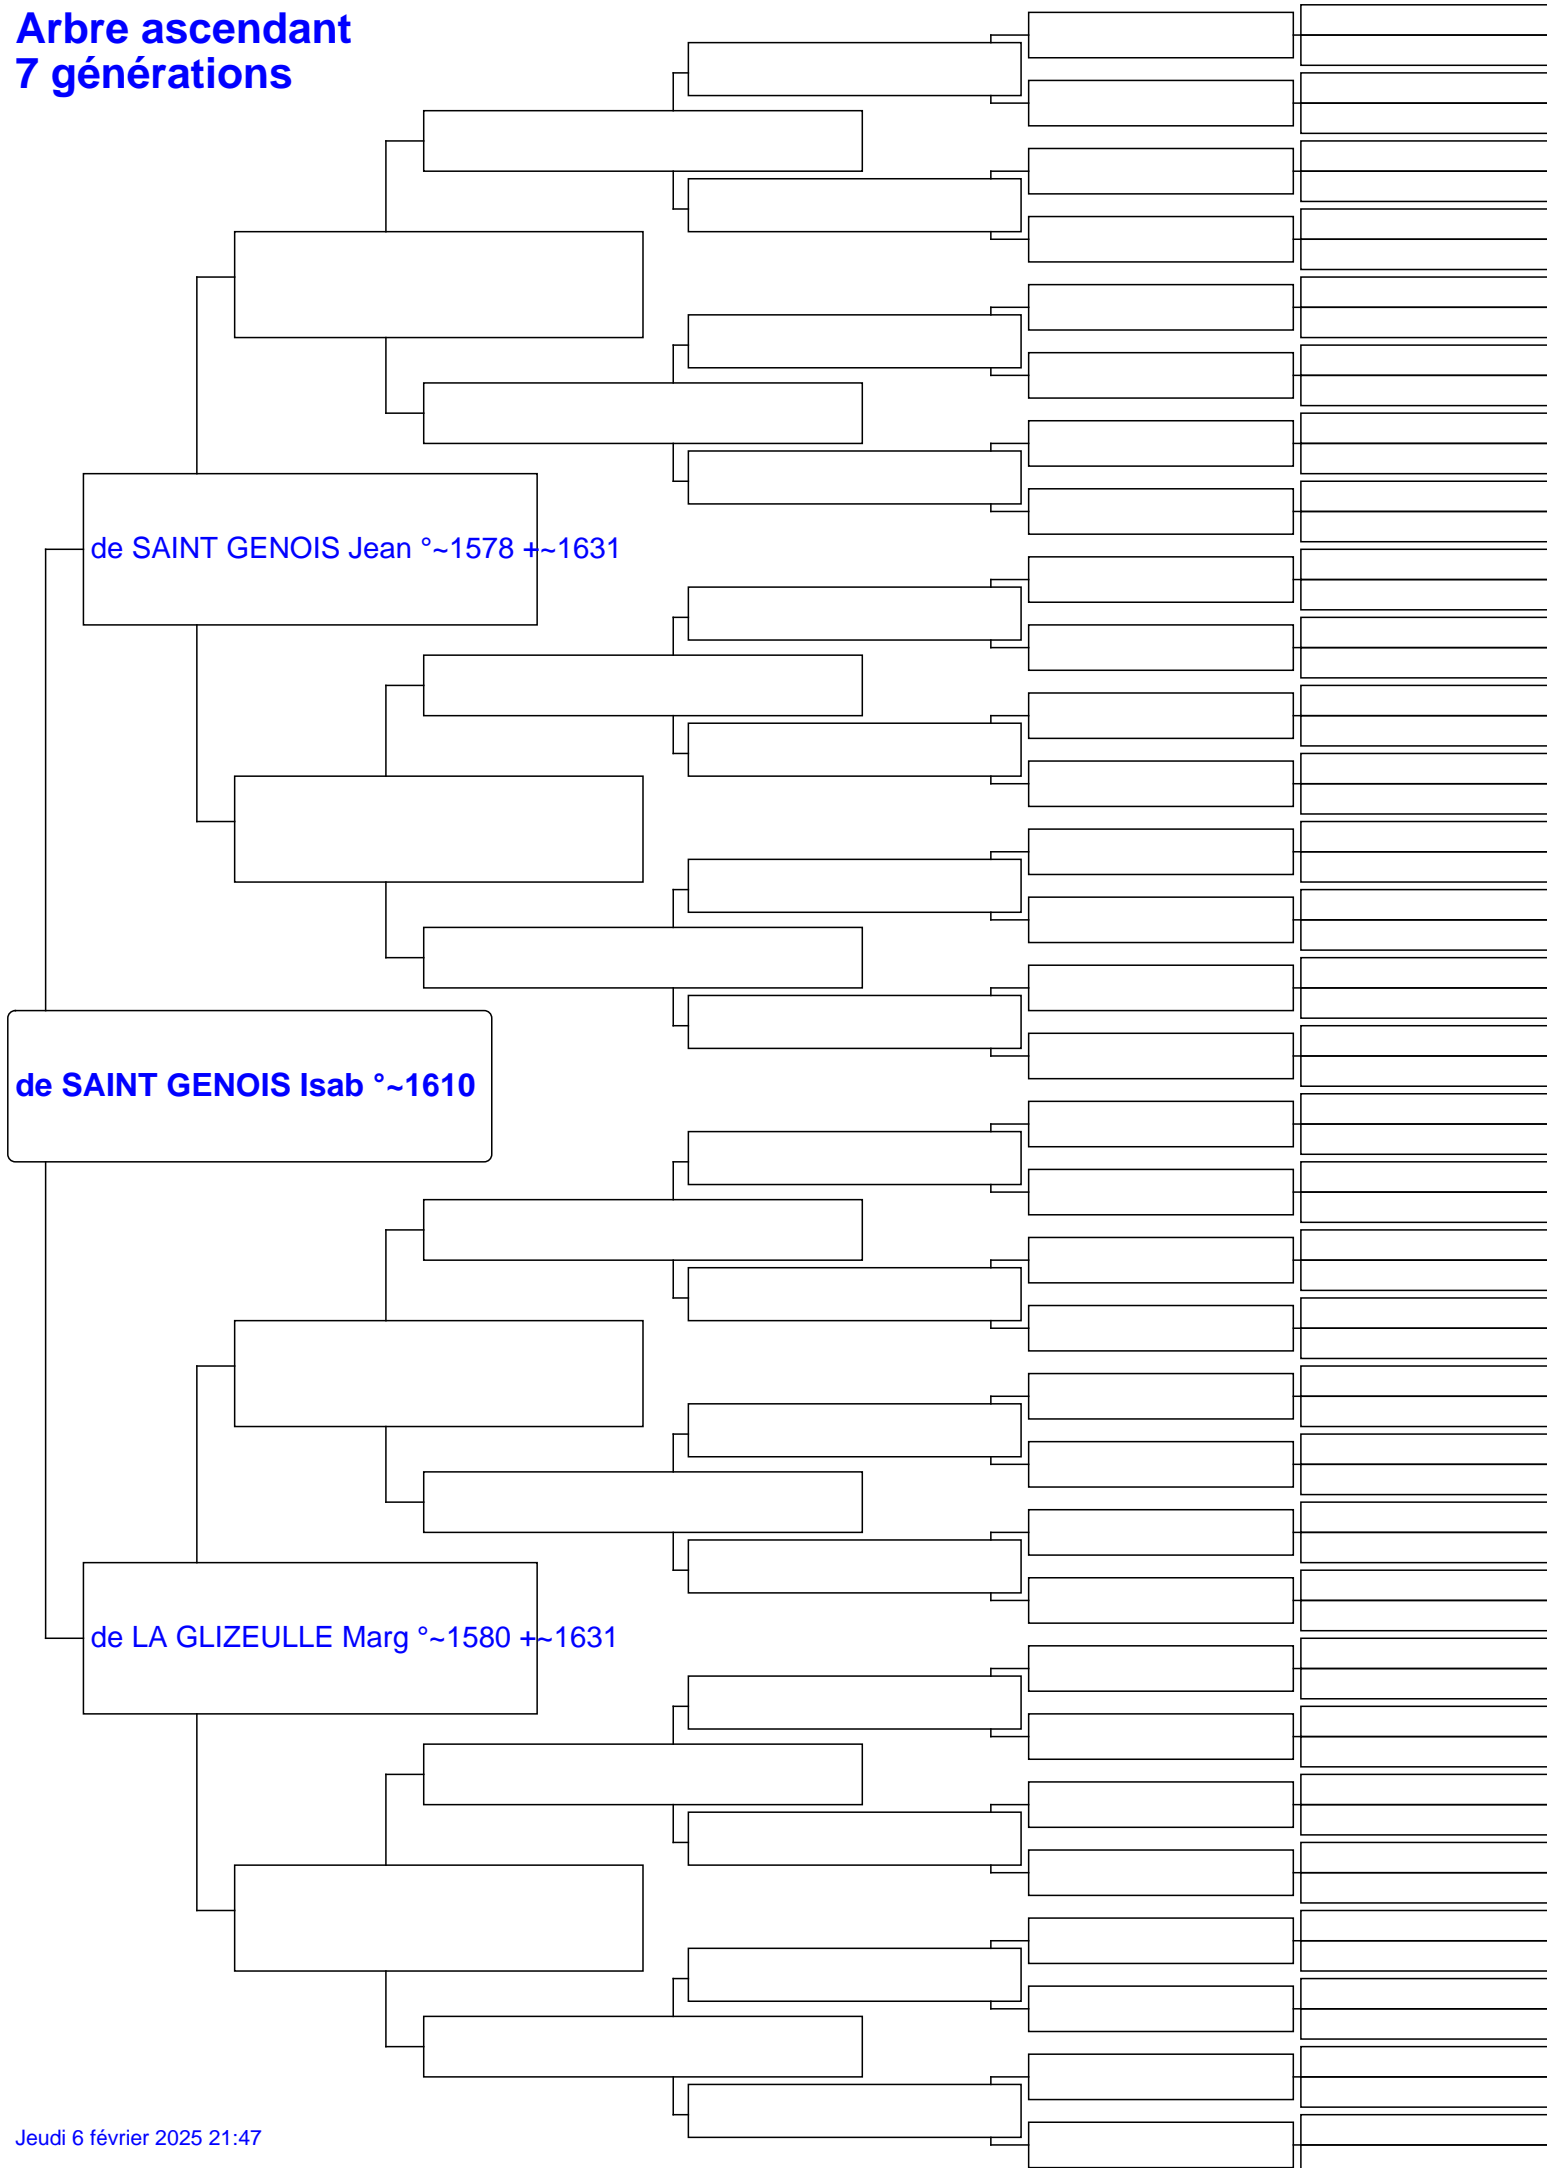 Arbre ascendant
7 générations
de SAINT GENOIS Jean °~1578 +~1631
de SAINT GENOIS Isab °~1610
de LA GLIZEULLE Marg °~1580 +~1631
Jeudi 6 février 2025 21:47